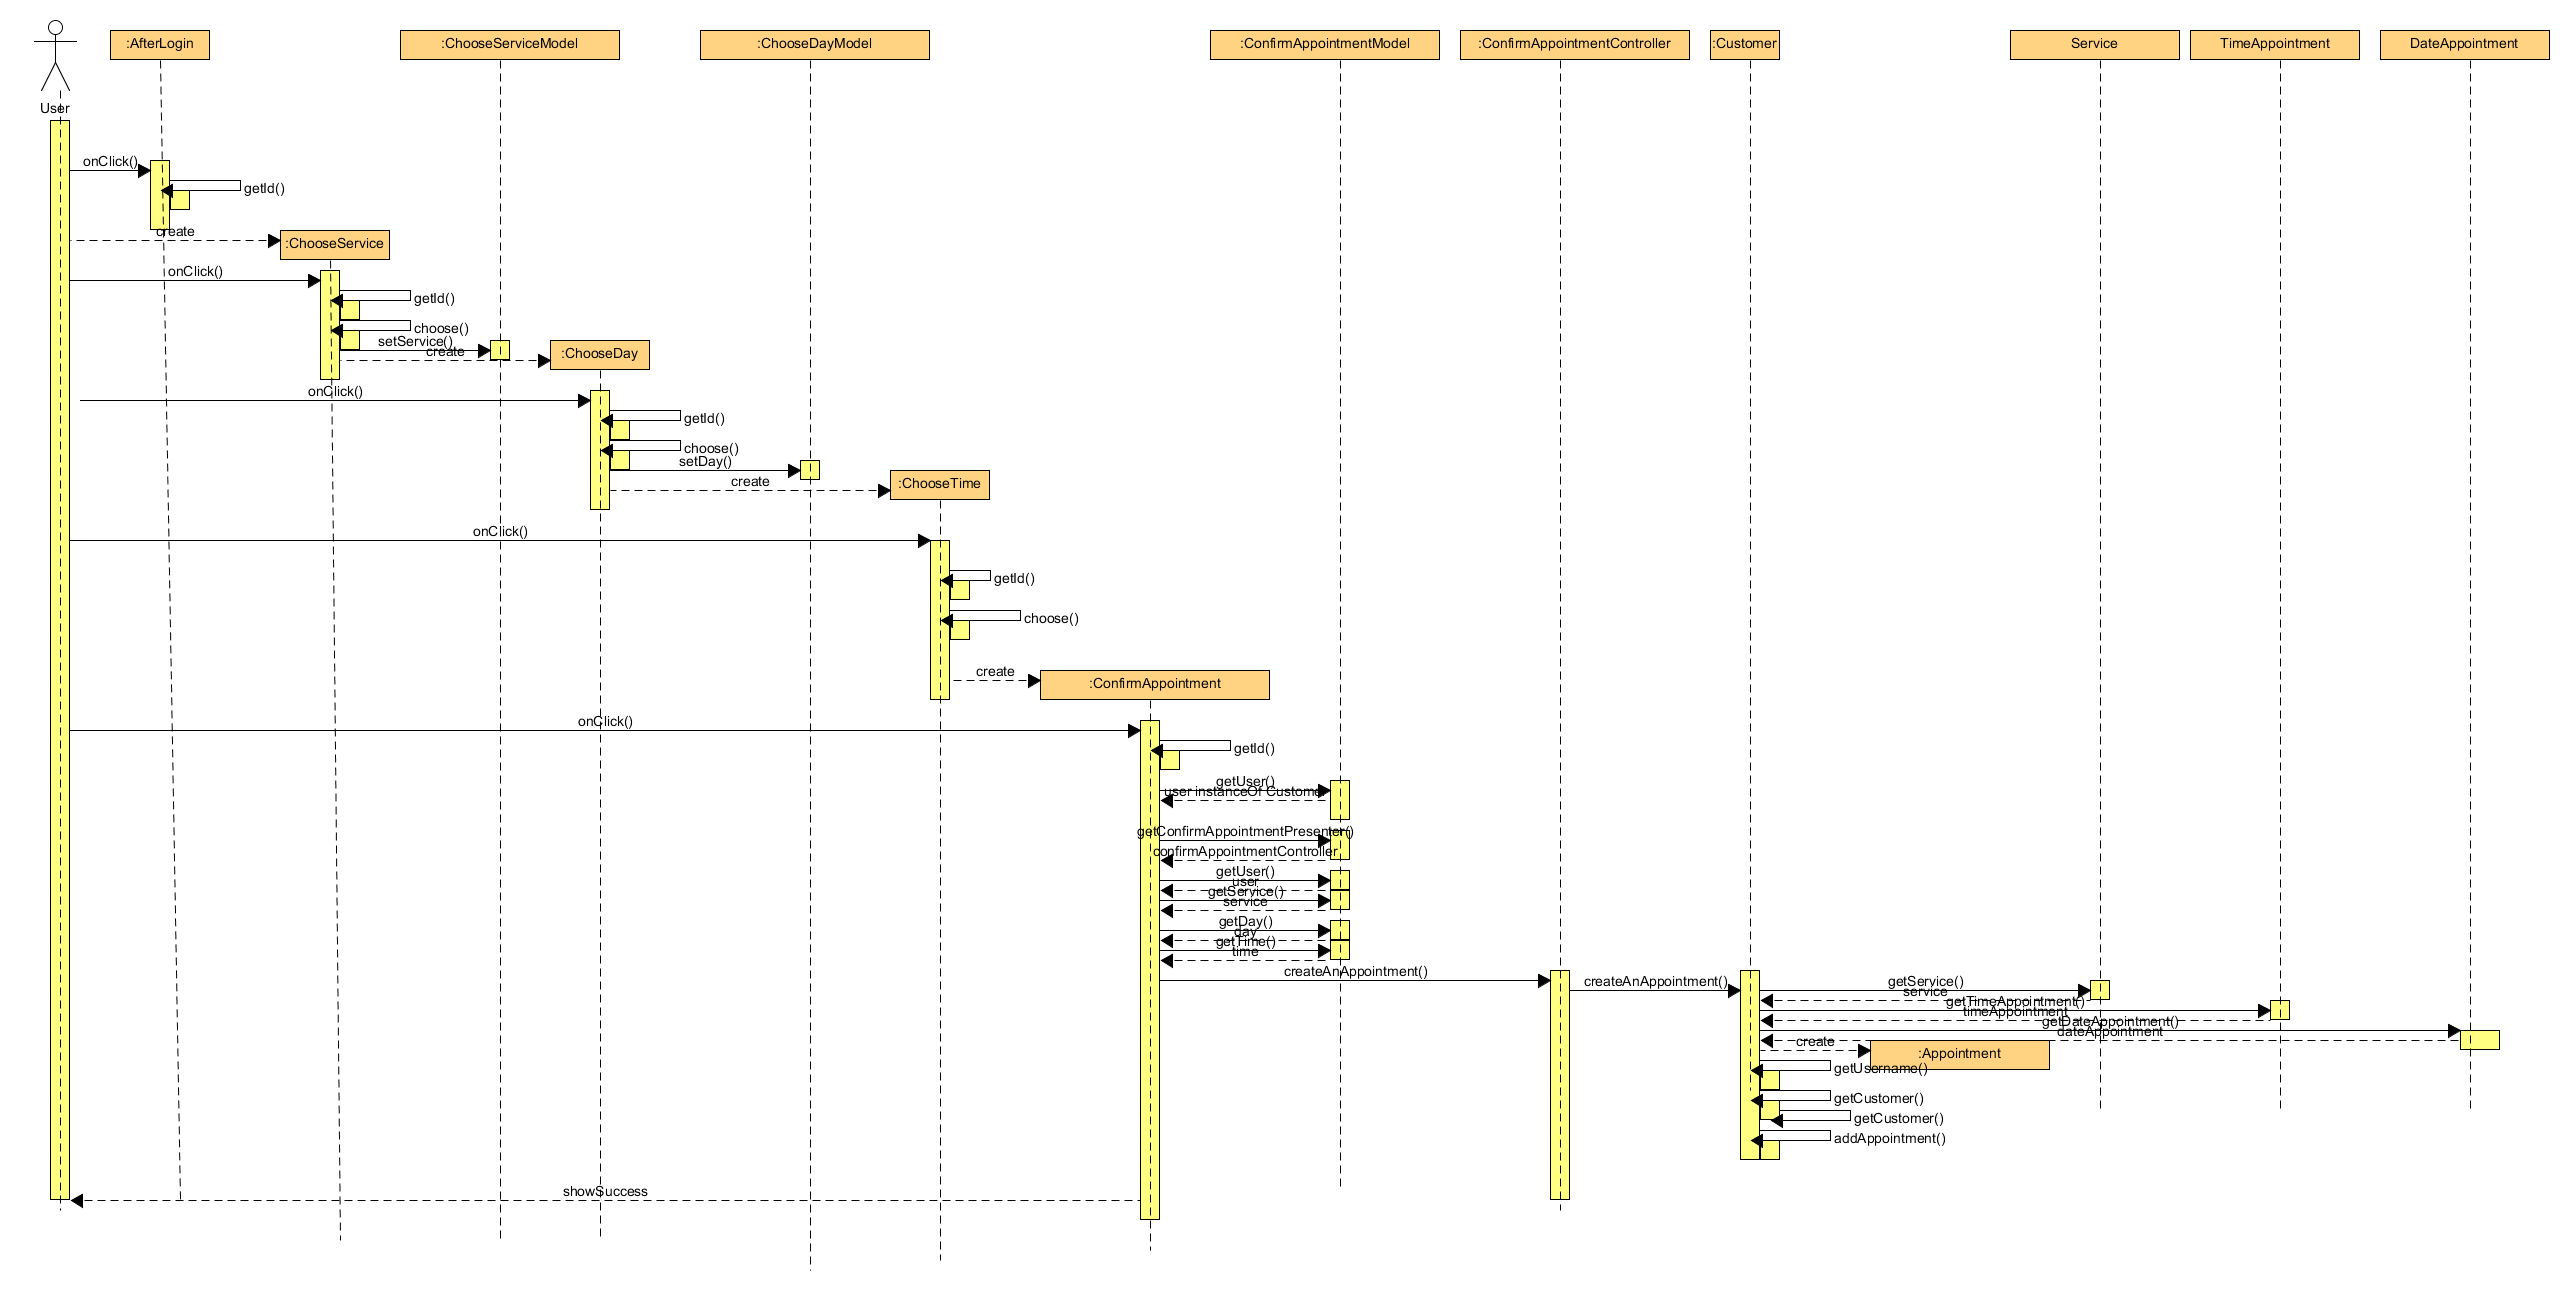 :AfterLogin
:ChooseServiceModel
:ChooseDayModel
:ConfirmAppointmentModel
:ConfirmAppointmentController
:Customer
Service
TimeAppointment
DateAppointment
User
onClick()
getId()
create
:ChooseService
onClick()
getId()
choose()
setService()
create
:ChooseDay
onClick()
getId()
choose()
setDay()
create
:ChooseTime
onClick()
getId()
choose()
create
:ConfirmAppointment
onClick()
getId()
getUser()
user instanceOf Customer
getConfirmAppointmentPresenter()
confirmAppointmentController
getUser()
user
getService()
service
getDay()
day
getTime()
time
createAnAppointment()
createAnAppointment()
getService()
service
getTimeAppointment()
timeAppointment
getDateAppointment()
dateAppointment
create
:Appointment
getUsername()
getCustomer()
getCustomer()
addAppointment()
showSuccess